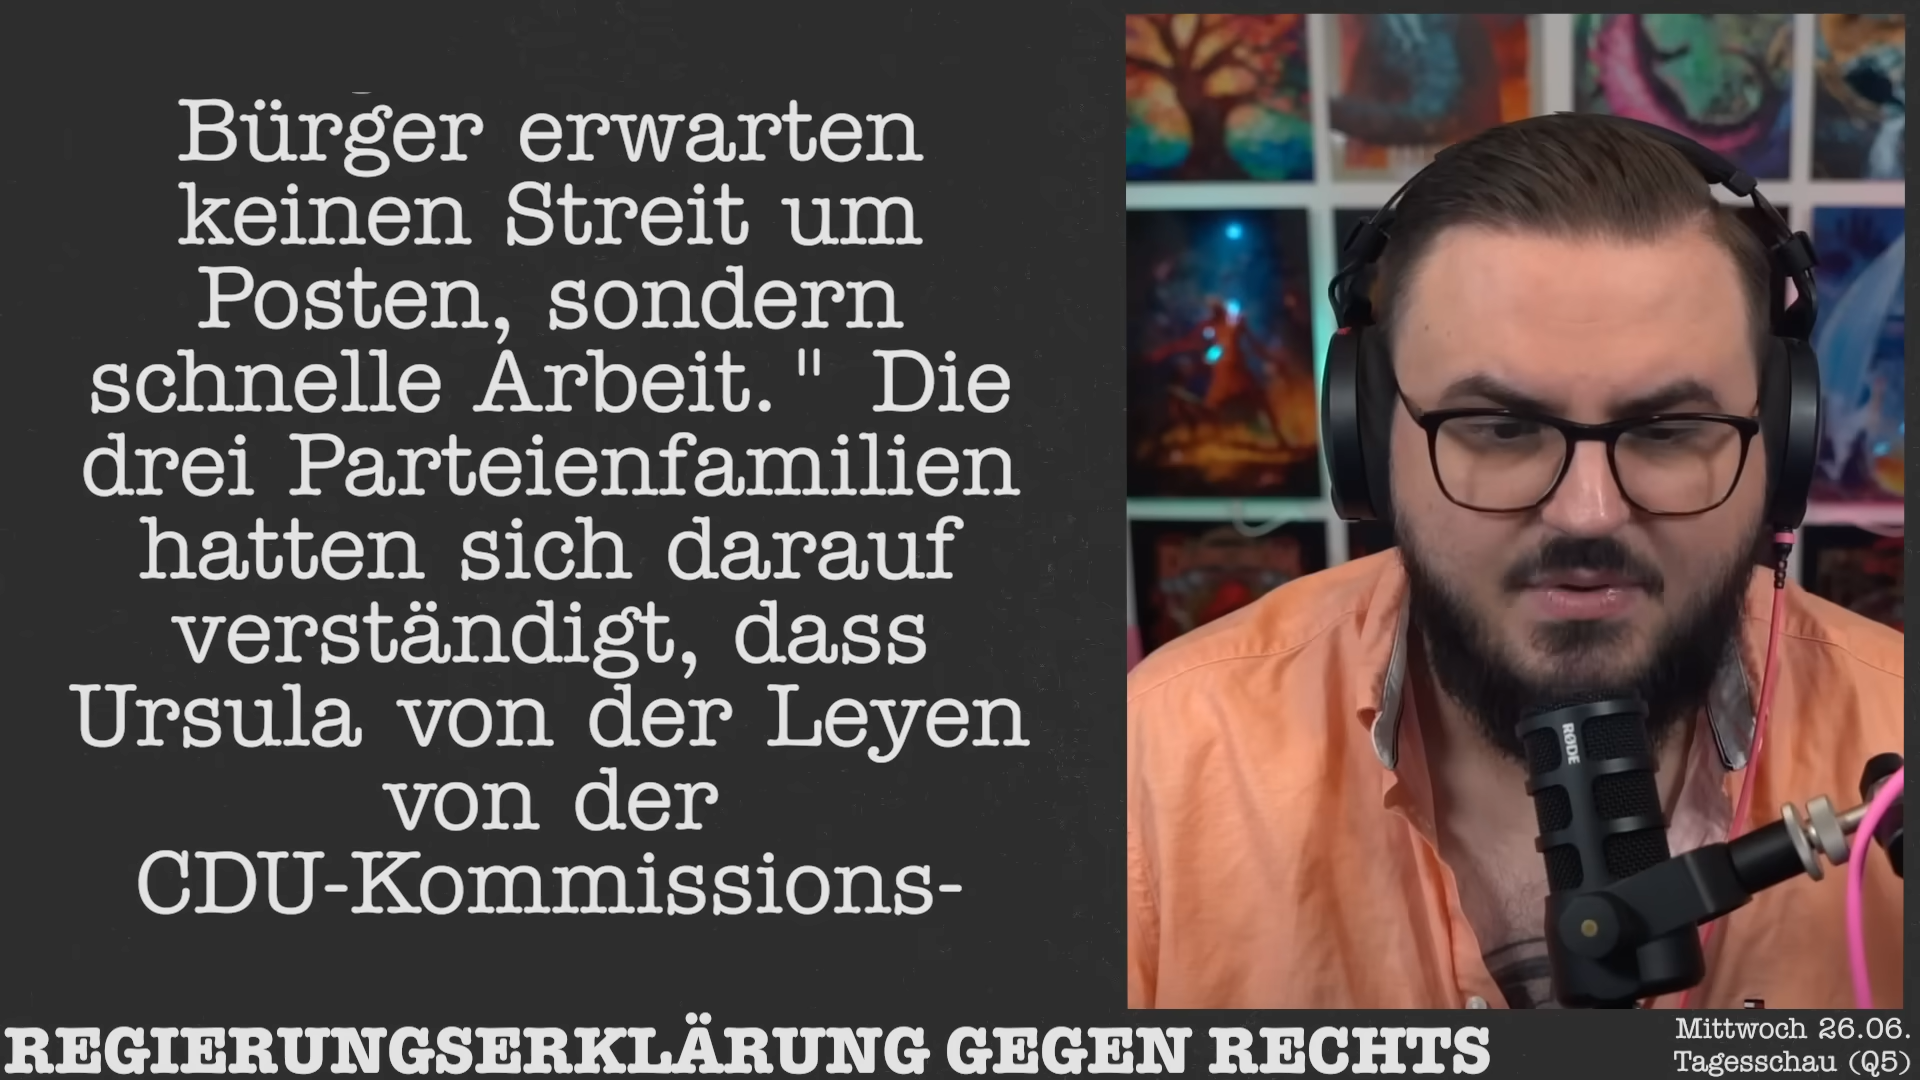 Bürger erwarten
keinen Streit um
Posten, sondern
schnelle Arbeit. "  Die
drei Parteienfamilien
hatten sich darauf
verständigt, dass
Ursula von der Leyen
von der
CDU-Kommissions-
RØDE
REGIERUNGSERKLÄRUNG GEGEN RECHTS
Mittwoch 26.06.
Tagesschau (Q5)